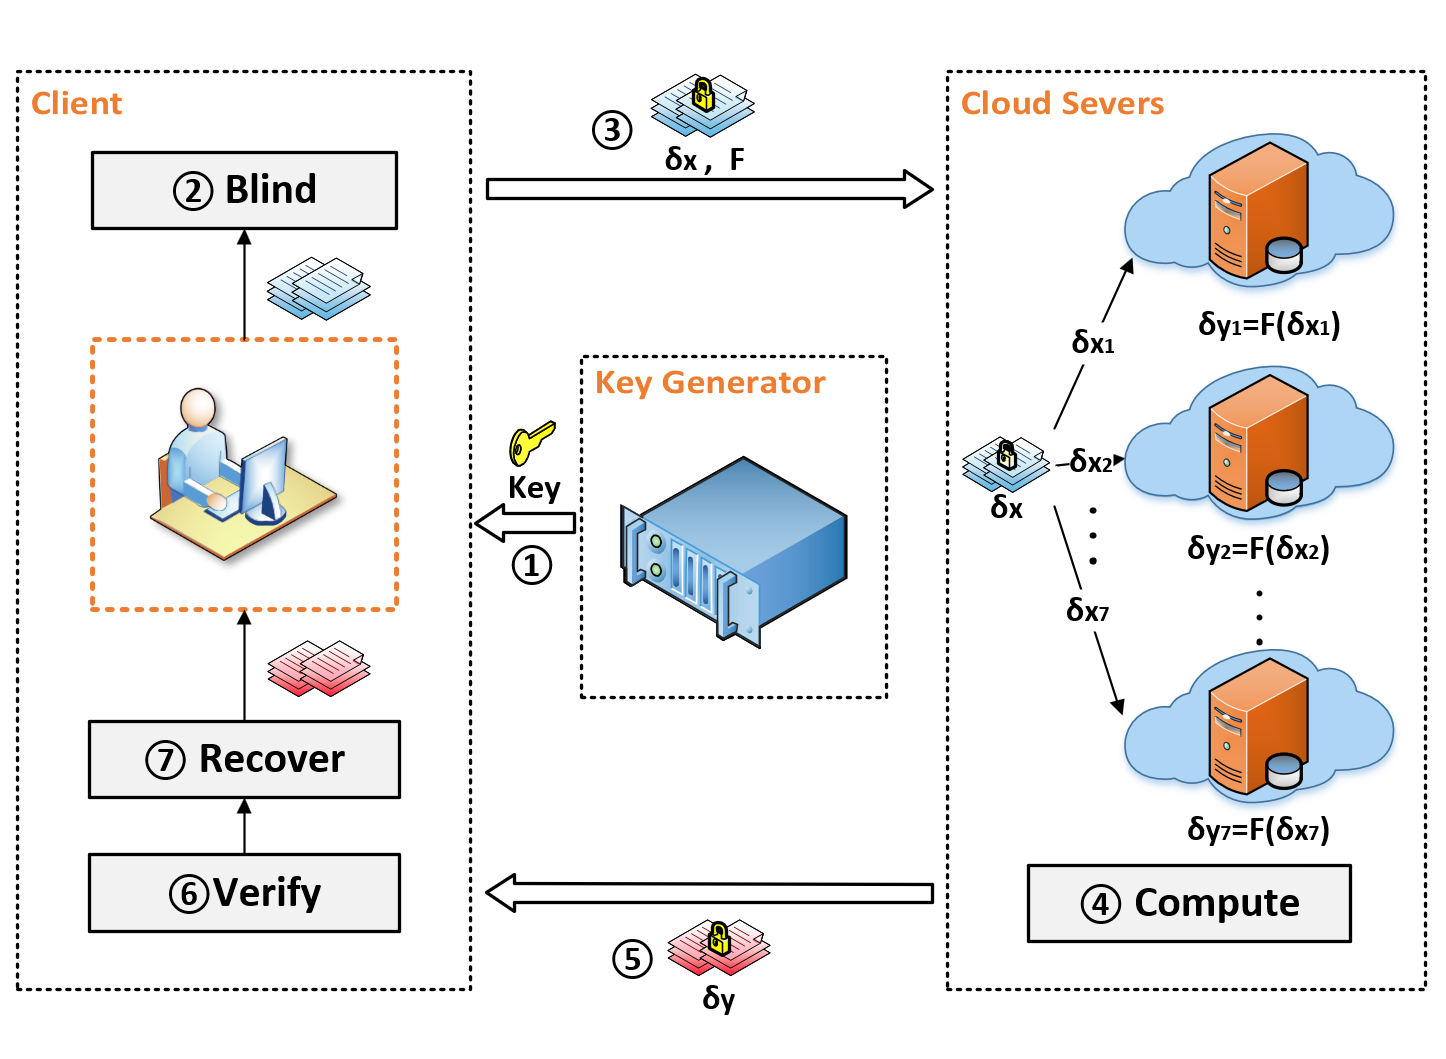 Client
② Blind
③
δx , F
Cloud Severs
δy1=F(δx1)
δx1
Key Generator
Key
①
δx2
δx
δy2=F(δx2)
δx7
⑦ Recover
δy7=F(δx7)
⑥Verify
④ Compute
⑤
δy